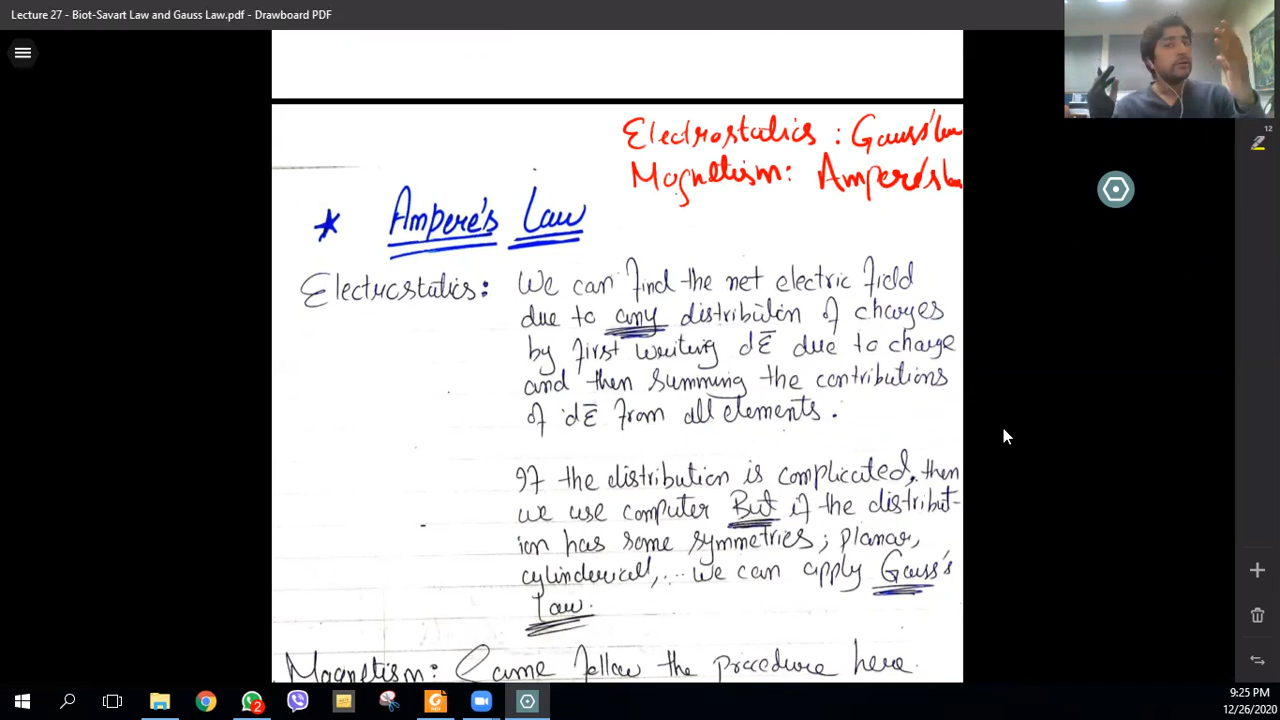 Lecture 27 - Biot-Savart Law and Gauss Law.pdf - Drawboard PDF
12
Electrostatics : Gauss' law
Magnetism: Ampere's law
* Ampere's Law
Electrostatics: We can find the net electric field
due to any distribution of charges
by first writing dE due to charge
and then summing the contributions
of dE from all elements.
If the distribution is complicated, then
we use computer But if the distribut-
ion has some symmetries; planar,
cylinderical,... we can apply Gauss's
Law.
Magnetism: Came follow the procedure here.
2
9:25 PM
12/26/2020